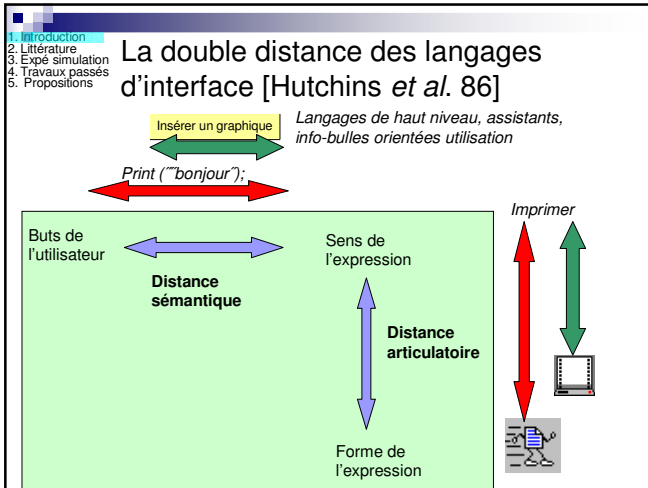 1. Introduction
2. Littérature
3. Expé simulation
4. Travaux passés
5. Propositions
La double distance des langages
d'interface [Hutchins et al. 86]
Insérer un graphique
Langages de haut niveau, assistants,
info-bulles orientées utilisation
Print (˝˝bonjour˝);
Imprimer
Buts de
l'utilisateur
Sens de
l'expression
Distance
sémantique
Distance
articulatoire
Forme de
l'expression